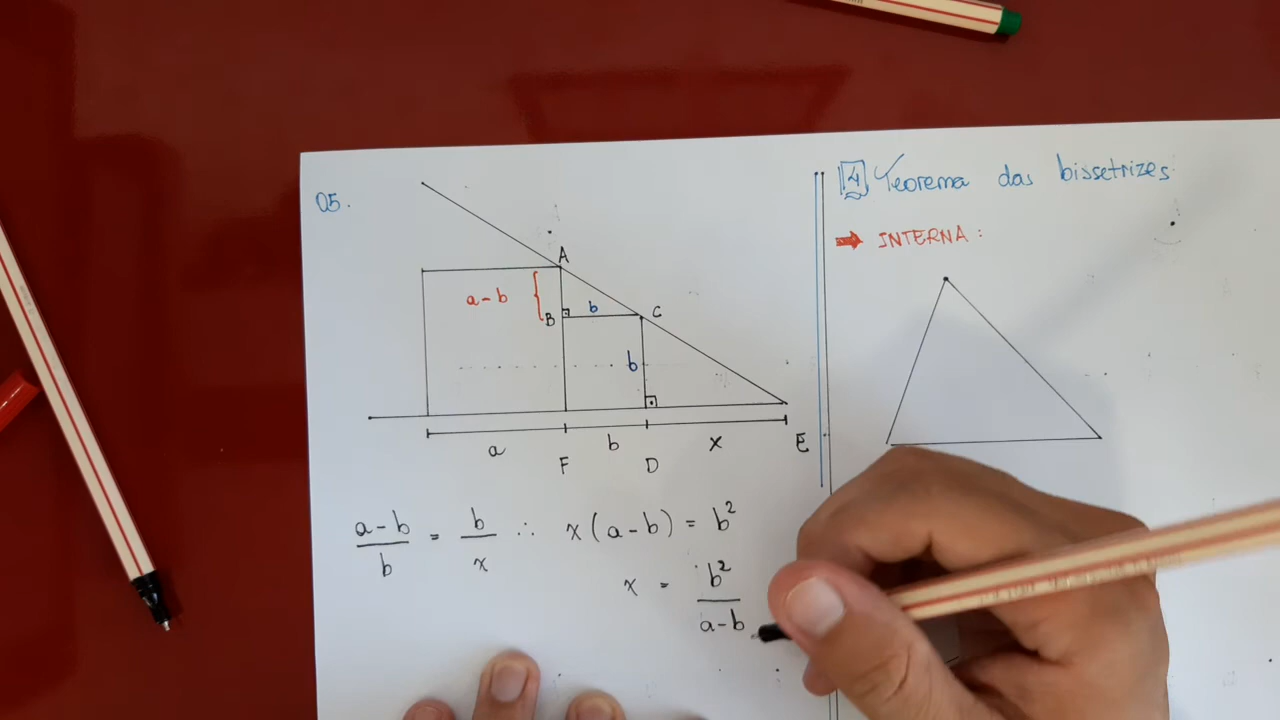 05.
A
a-b
B
b
C
b
a
b
x
E
F
D
a-b/b = b/x ∴ x(a-b) = b²
x = b²/a-b
4 Teorema das bissetrizes
➡ INTERNA: